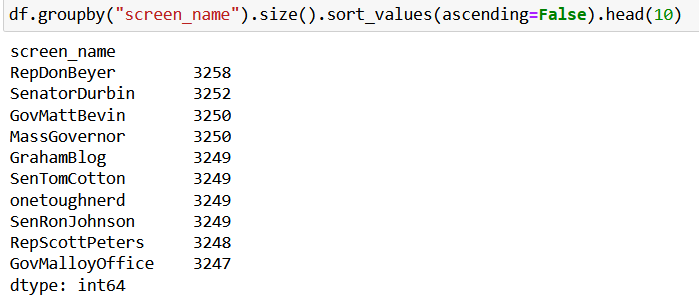 df.groupby("screen_name").size().sort_values(ascending=False).head(10)
screen_name
RepDonBeyer 3258
SenatorDurbin 3252
GovMattBevin 3250
MassGovernor 3250
GrahamBlog 3249
SenTomCotton 3249
onetoughnerd 3249
SenRonJohnson 3249
RepScottPeters 3248
GovMalloyOffice 3247
dtype: int64